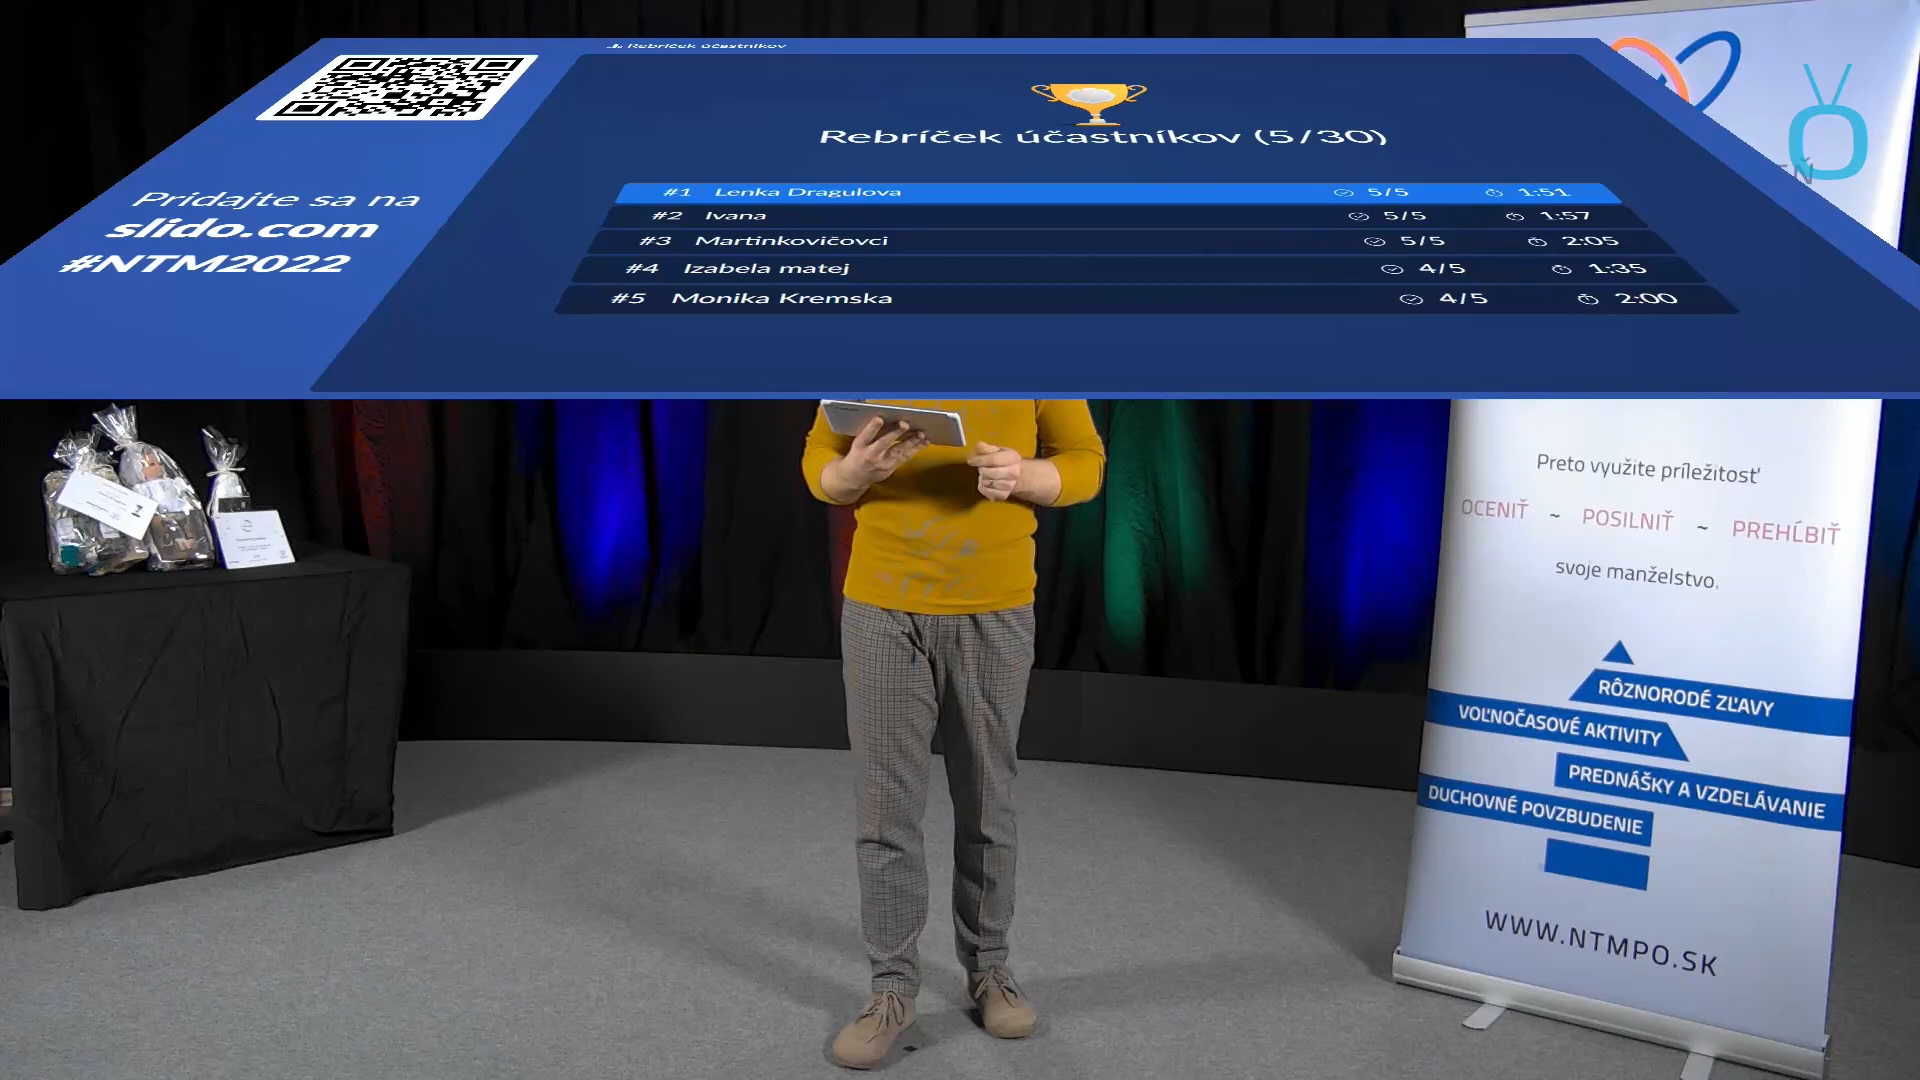 Rebríček účastníkov
Pridajte sa na
slido.com
#NTM2022
Rebríček účastníkov (5/30)
#1 Lenka Dragulova 5/5 1:51
#2 Ivana 5/5 1:57
#3 Martinkovičovci 5/5 2:05
#4 Izabela matej 4/5 1:35
#5 Monika Kremska 4/5 2:00
Preto využite príležitosť
OCENIŤ ~ POSILNIŤ ~ PREHĹBIŤ
svoje manželstvo.
RÔZNORODÉ ZĽAVY
VOĽNOČASOVÉ AKTIVITY
PREDNÁŠKY A VZDELÁVANIE
DUCHOVNÉ POVZBUDENIE
WWW.NTMPO.SK